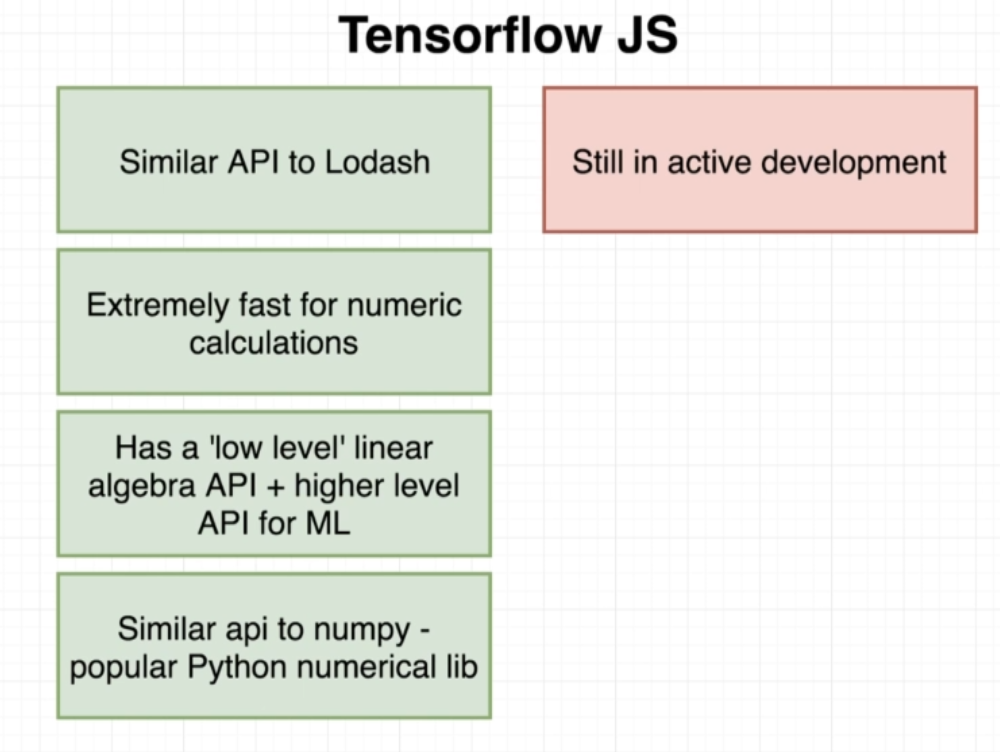 Tensorflow JS
Similar API to Lodash
Still in active development
Extremely fast for numeric
calculations
Has a 'low level' linear
algebra API + higher level
API for ML
Similar api to numpy -
popular Python numerical lib